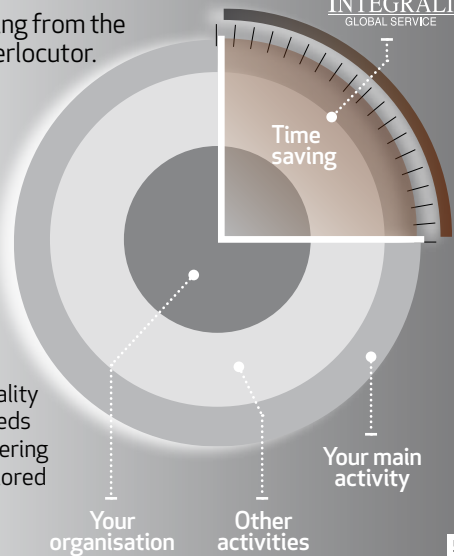 INTEGRALI
GLOBAL SERVICE
ng from the
erlocutor.
Time
saving
ality
eds
ering
ored
Your main
activity
Your
organisation
Other
activities